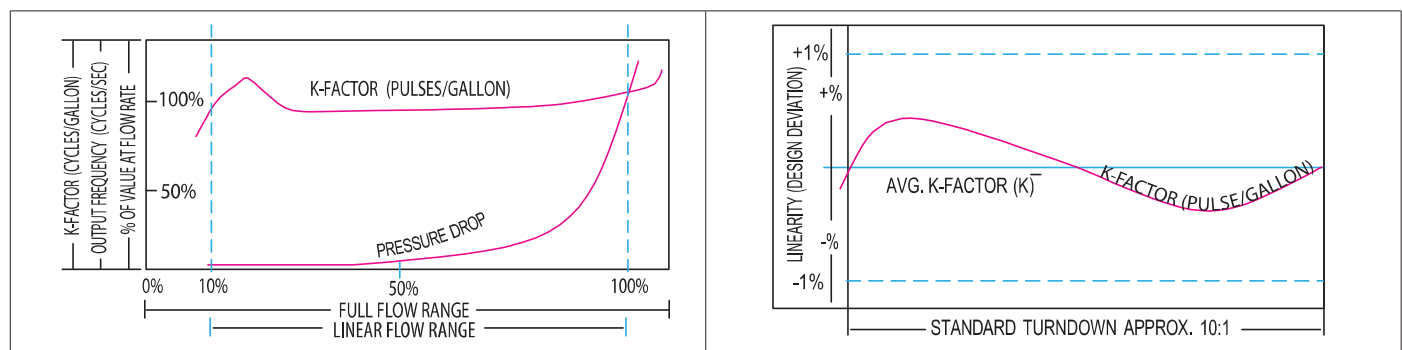 K-FACTOR (CYCLES/GALLON)
OUTPUT FREQUENCY (CYCLES/SEC)
% OF VALUE AT FLOW RATE
100%
50%
K-FACTOR (PULSES/GALLON)
PRESSURE DROP
0%
10%
50%
100%
FULL FLOW RANGE
LINEAR FLOW RANGE
LINEARITY (DESIGN DEVIATION)
+1%
+%
-%
-1%
AVG. K-FACTOR (K)¯
K-FACTOR (PULSE/GALLON)
STANDARD TURNDOWN APPROX. 10:1